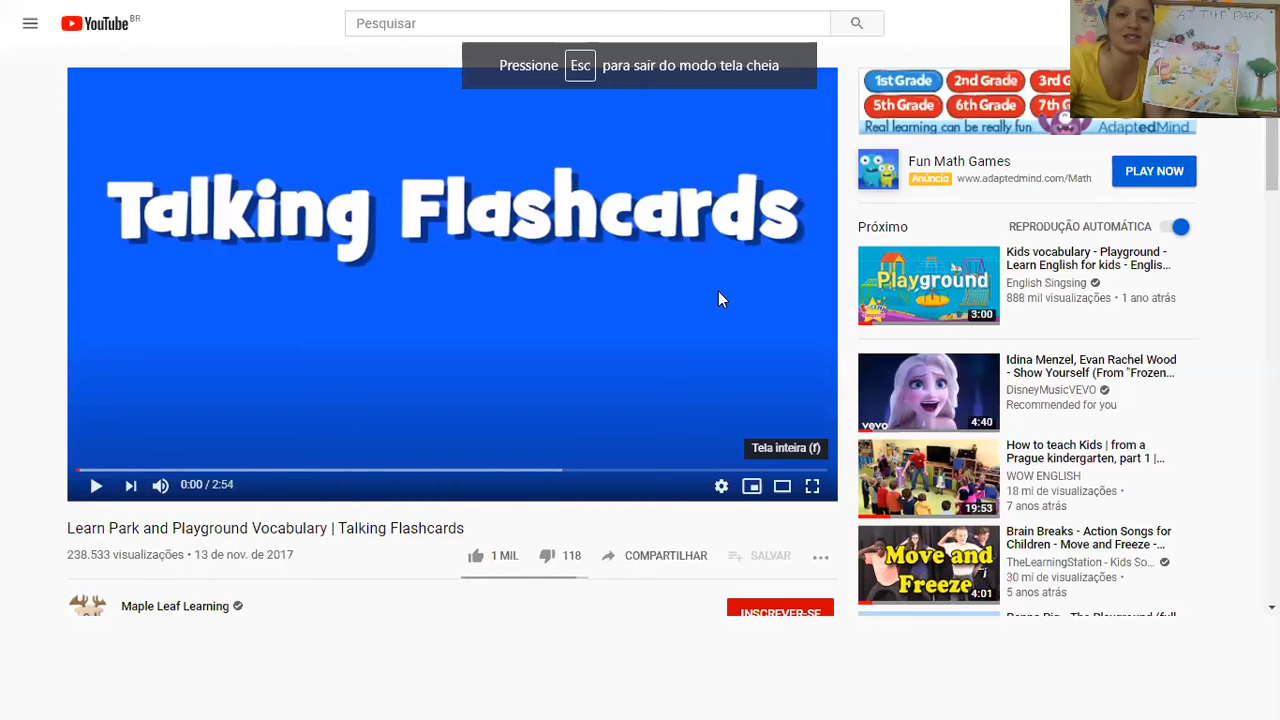 YouTube BR
Pesquisar
AT THE PARK
Pressione Esc para sair do modo tela cheia
Talking Flashcards
Tela inteira (f)
0:00 / 2:54
Learn Park and Playground Vocabulary | Talking Flashcards
238.533 visualizações • 13 de nov. de 2017
1 MIL
118
COMPARTILHAR
SALVAR
Maple Leaf Learning
INSCREVER-SE
1st Grade 2nd Grade 3rd
5th Grade 6th Grade 7th
Real learning can be really fun AdaptedMind
Fun Math Games
Anúncio www.adaptedmind.com/Math
PLAY NOW
Próximo
REPRODUÇÃO AUTOMÁTICA
Playground
3:00
Kids vocabulary - Playground -
Learn English for kids - Englis...
English Singsing
888 mil visualizações • 1 ano atrás
vevo
4:40
Idina Menzel, Evan Rachel Wood
- Show Yourself (From "Frozen...
DisneyMusicVEVO
Recommended for you
19:53
How to teach Kids | from a
Prague kindergarten, part 1 |...
WOW ENGLISH
18 mi de visualizações •
7 anos atrás
Move and
Freeze
4:01
Brain Breaks - Action Songs for
Children - Move and Freeze -...
TheLearningStation - Kids So...
30 mi de visualizações •
5 anos atrás